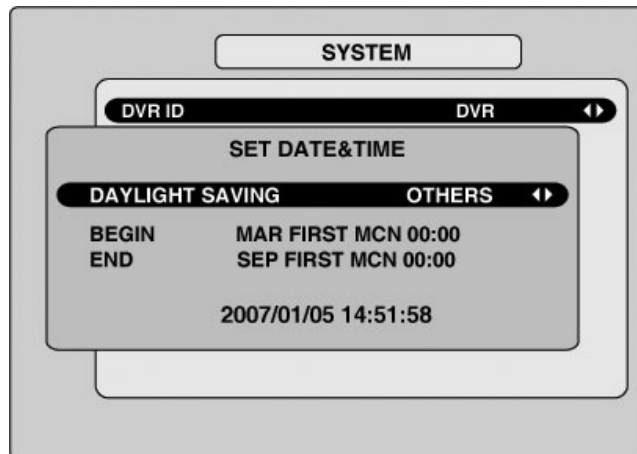 SYSTEM
DVR ID DVR
SET DATE&TIME
DAYLIGHT SAVING OTHERS
BEGIN MAR FIRST MCN 00:00
END SEP FIRST MCN 00:00
2007/01/05 14:51:58